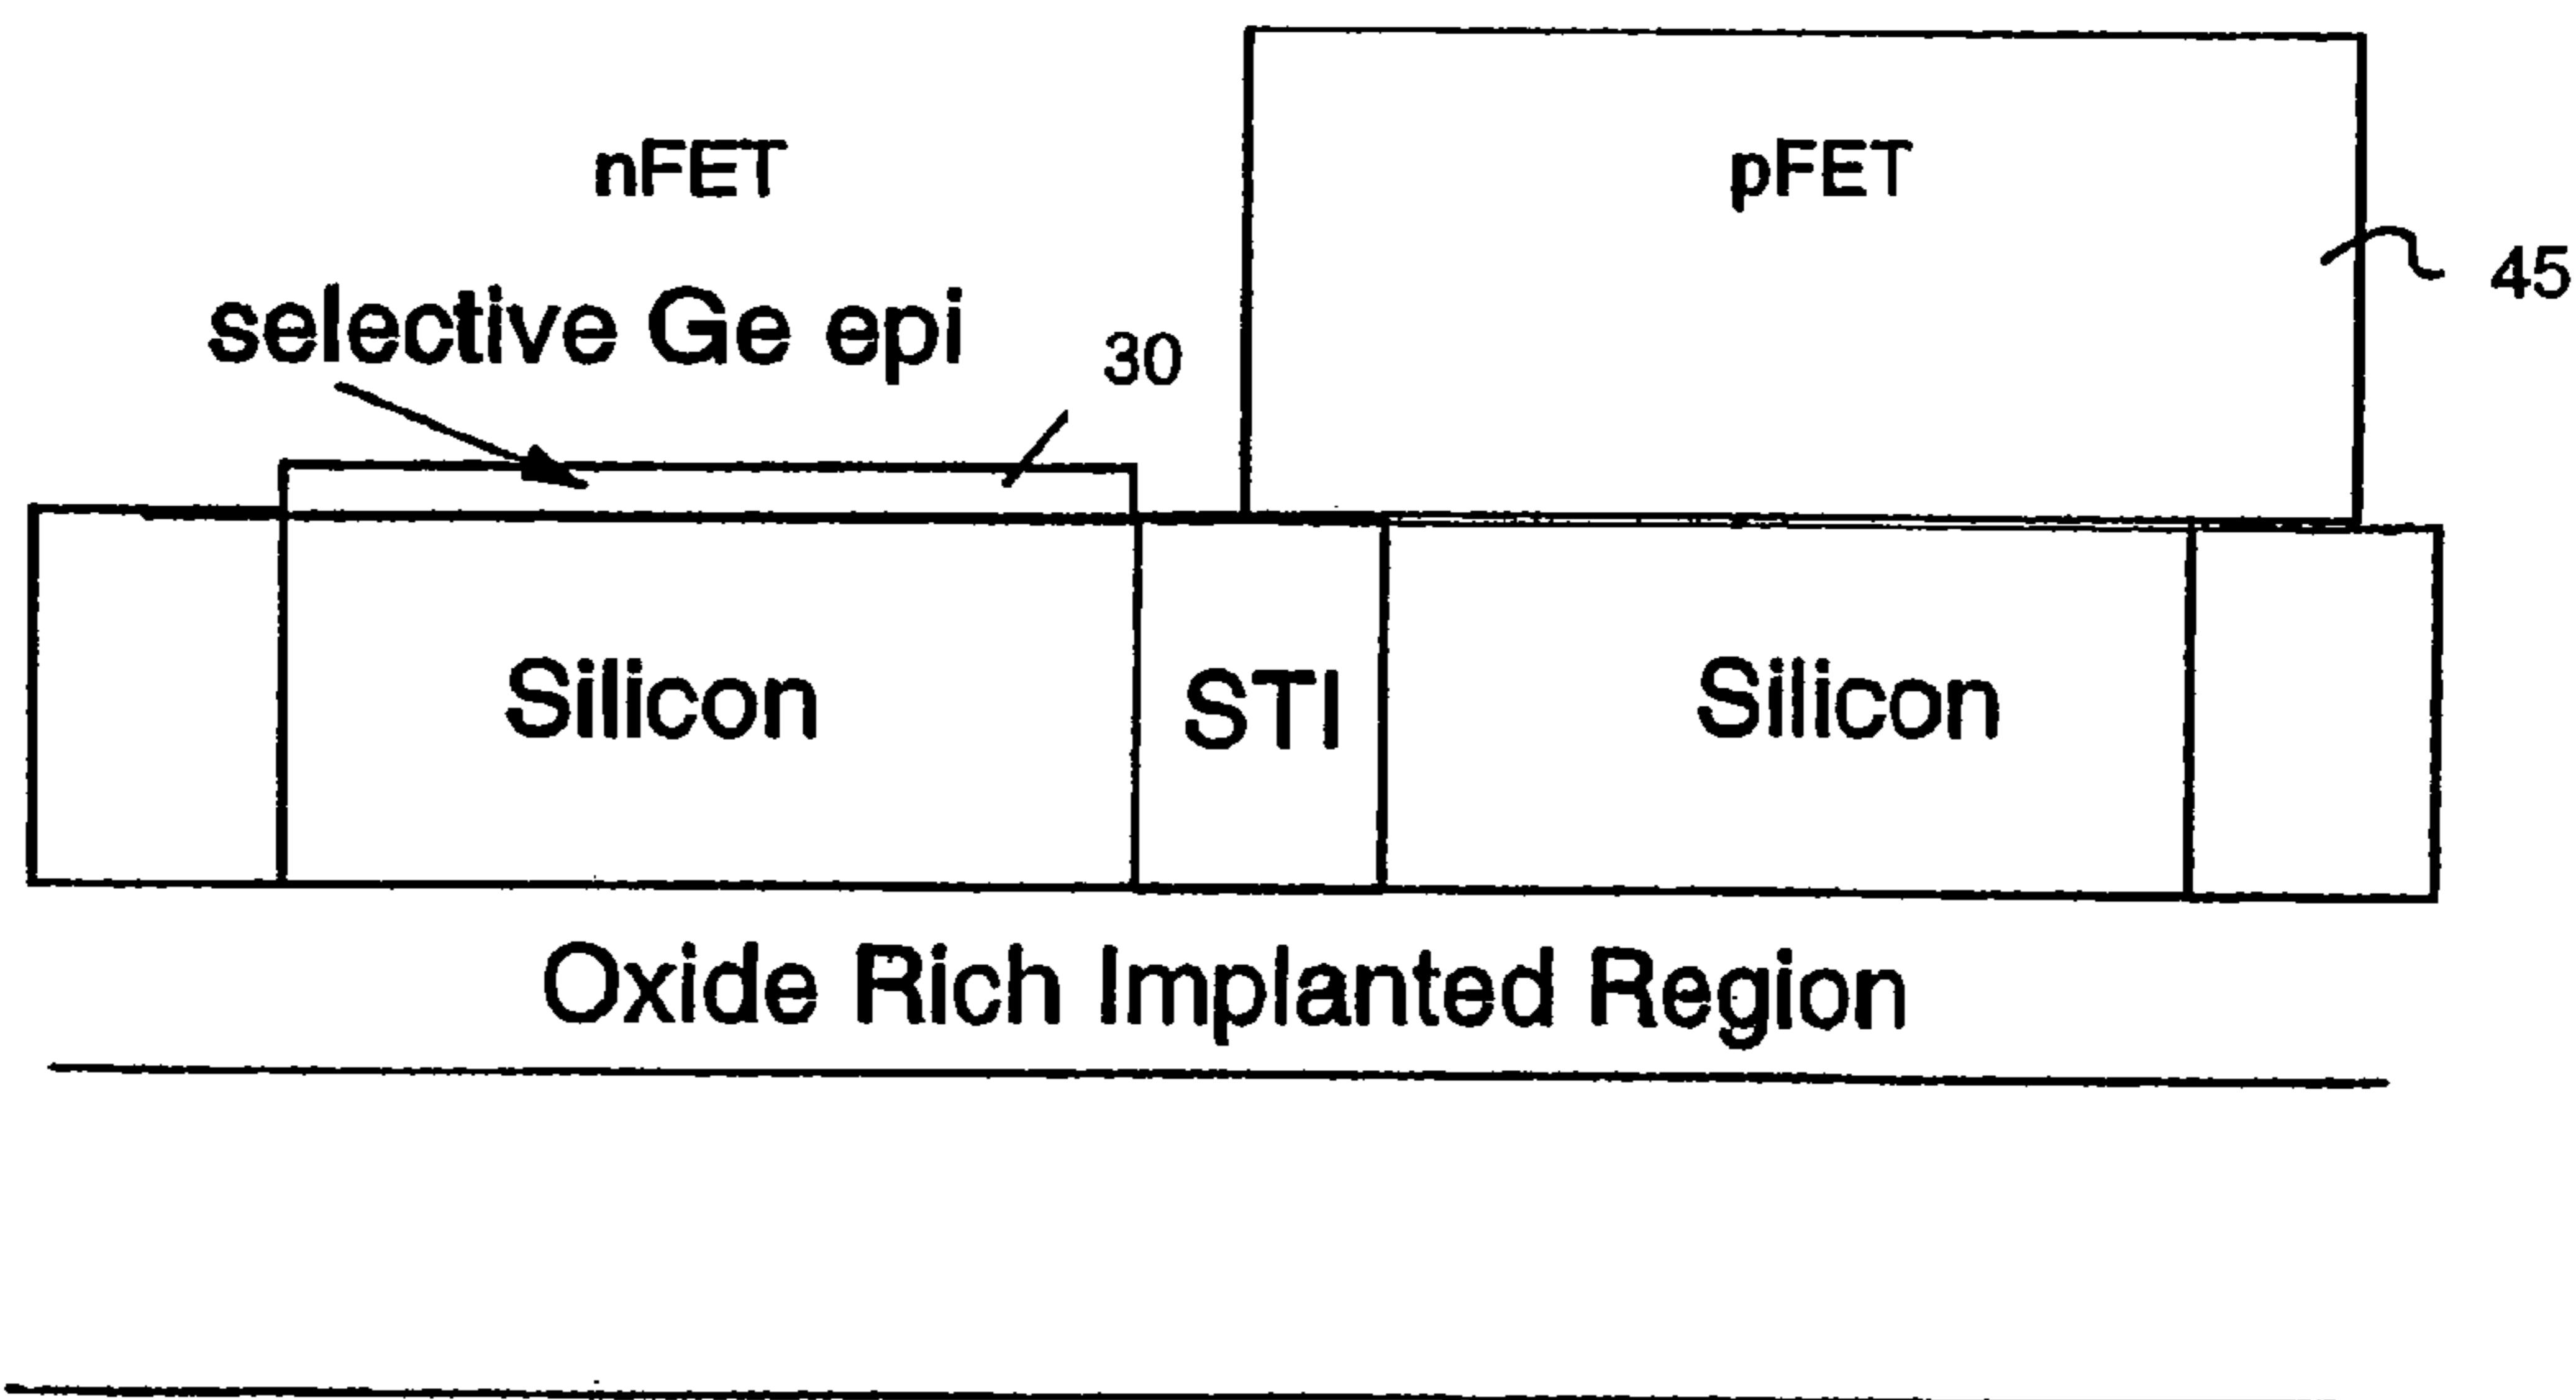 nFET
pFET
selective Ge epi
30
45
Silicon
STI
Silicon
Oxide Rich Implanted Region